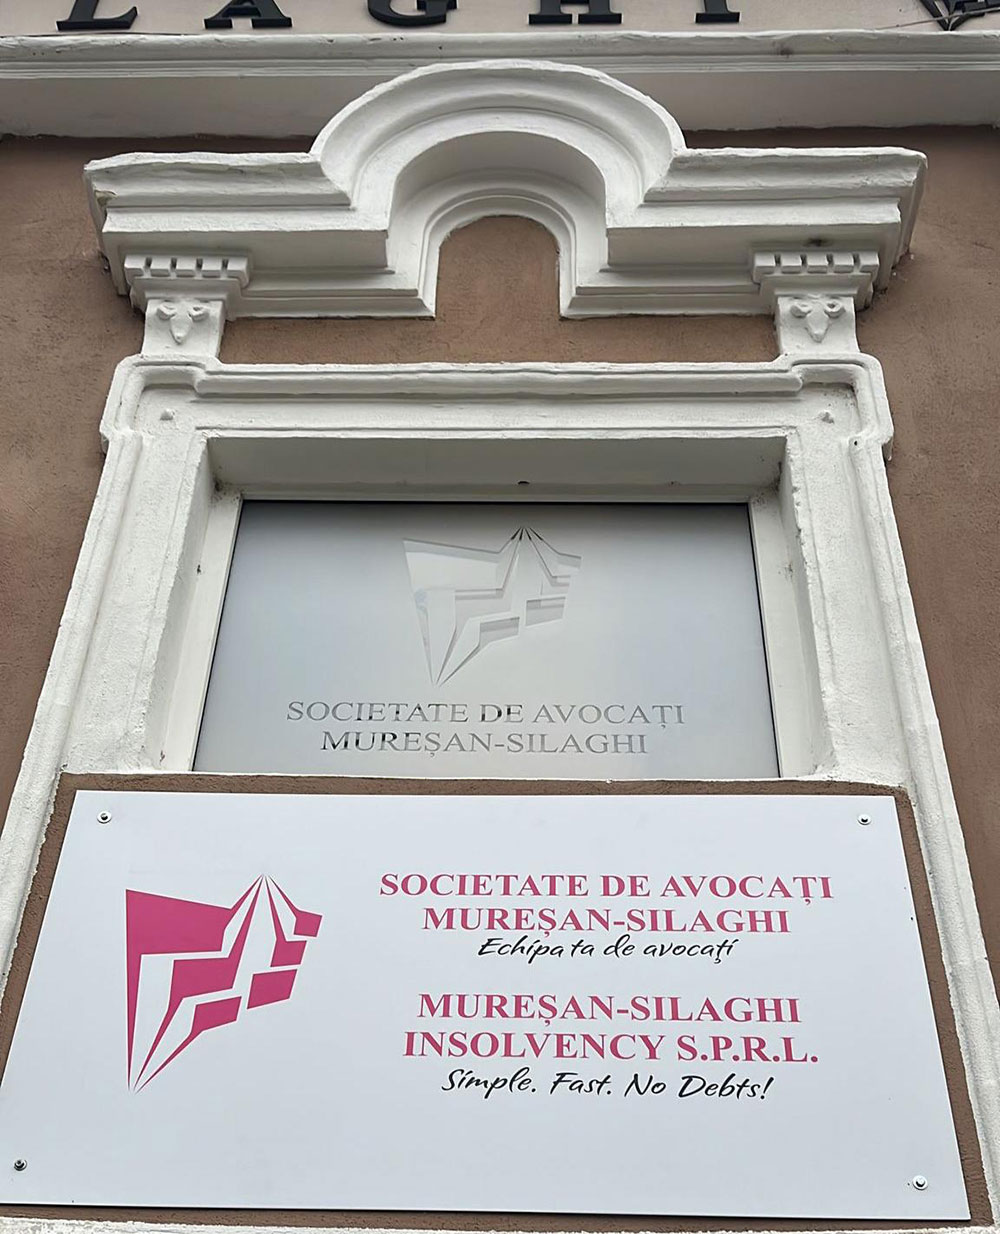 LAGHI
SOCIETATE DE AVOCAȚI
MUREȘAN-SILAGHI
SOCIETATE DE AVOCAȚI
MUREȘAN-SILAGHI
Echipa ta de avocați
MUREȘAN-SILAGHI
INSOLVENCY S.P.R.L.
Simple. Fast. No Debts!